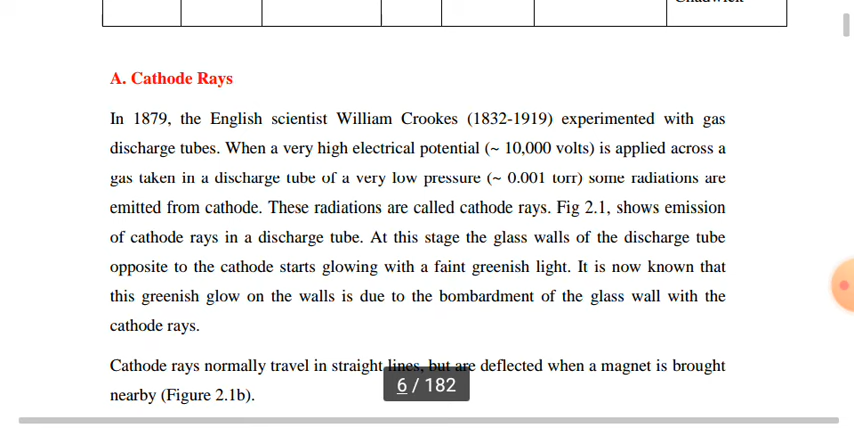 A. Cathode Rays
In 1879, the English scientist William Crookes (1832-1919) experimented with gas
discharge tubes. When a very high electrical potential (~ 10,000 volts) is applied across a
gas taken in a discharge tube of a very low pressure (~ 0.001 torr) some radiations are
emitted from cathode. These radiations are called cathode rays. Fig 2.1, shows emission
of cathode rays in a discharge tube. At this stage the glass walls of the discharge tube
opposite to the cathode starts glowing with a faint greenish light. It is now known that
this greenish glow on the walls is due to the bombardment of the glass wall with the
cathode rays.
Cathode rays normally travel in straight lines, but are deflected when a magnet is brought
nearby (Figure 2.1b).
6 / 182